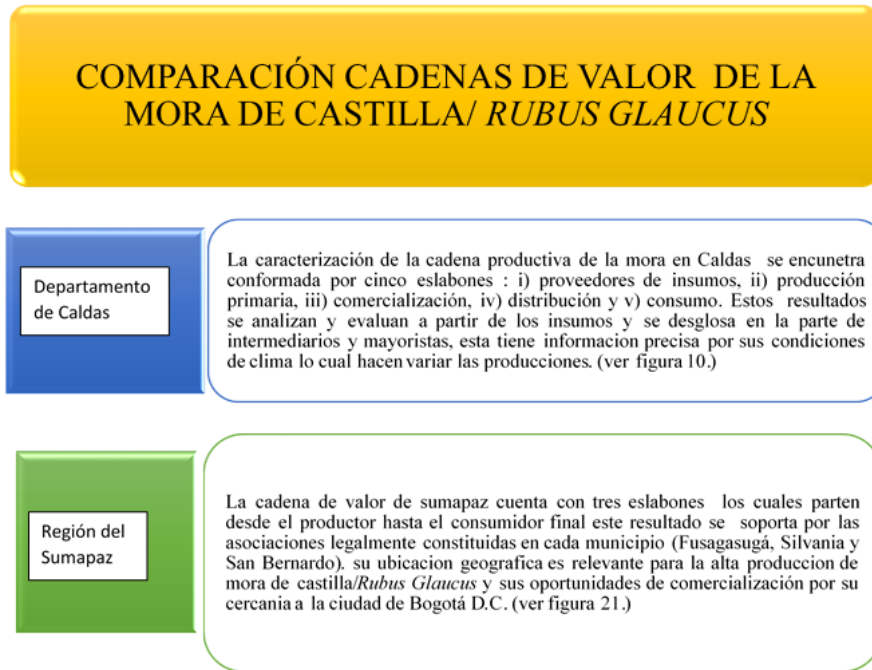 COMPARACIÓN CADENAS DE VALOR DE LA
MORA DE CASTILLA/ RUBUS GLAUCUS
Departamento
de Caldas
La caracterización de la cadena productiva de la mora en Caldas se encunetra
conformada por cinco eslabones : i) proveedores de insumos, ii) producción
primaria, iii) comercialización, iv) distribución y v) consumo. Estos resultados
se analizan y evaluan a partir de los insumos y se desglosa en la parte de
intermediarios y mayoristas, esta tiene informacion precisa por sus condiciones
de clima lo cual hacen variar las producciones. (ver figura 10.)
Región del
Sumapaz
La cadena de valor de sumapaz cuenta con tres eslabones los cuales parten
desde el productor hasta el consumidor final este resultado se soporta por las
asociaciones legalmente constituidas en cada municipio (Fusagasugá, Silvania y
San Bernardo). su ubicacion geografica es relevante para la alta produccion de
mora de castilla/Rubus Glaucus y sus oportunidades de comercialización por su
cercania a la ciudad de Bogotá D.C. (ver figura 21.)